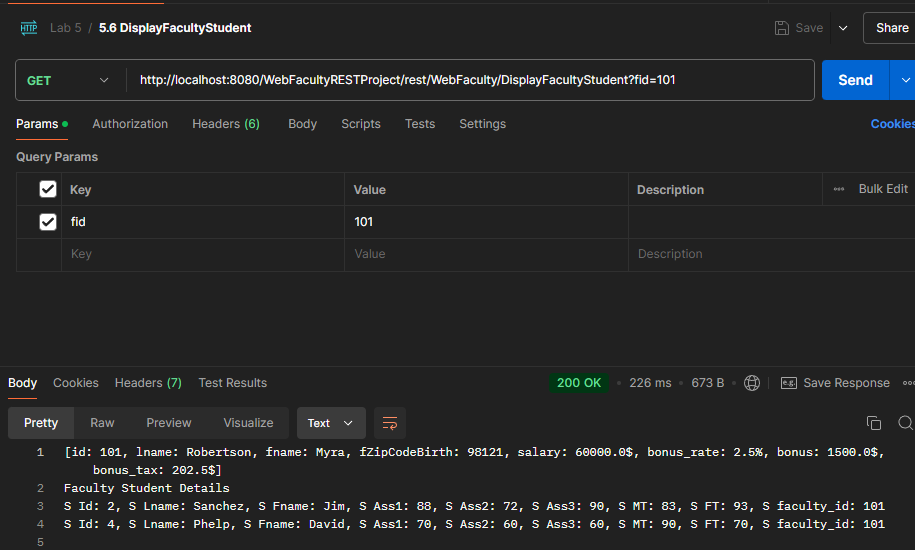 HTTP Lab 5 / 5.6 DisplayFacultyStudent Save Share
GET http://localhost:8080/WebFacultyRESTProject/rest/WebFaculty/DisplayFacultyStudent?fid=101 Send
Params Authorization Headers (6) Body Scripts Tests Settings Cookies
Query Params
Key Value Description Bulk Edit
fid 101
Key Value Description
Body Cookies Headers (7) Test Results 200 OK 226 ms 673 B e.g. Save Response
Pretty Raw Preview Visualize Text
1 [id: 101, lname: Robertson, fname: Myra, fZipCodeBirth: 98121, salary: 60000.0$, bonus_rate: 2.5%, bonus: 1500.0$,
bonus_tax: 202.5$]
2 Faculty Student Details
3 S Id: 2, S Lname: Sanchez, S Fname: Jim, S Ass1: 88, S Ass2: 72, S Ass3: 90, S MT: 83, S FT: 93, S faculty_id: 101
4 S Id: 4, S Lname: Phelp, S Fname: David, S Ass1: 70, S Ass2: 60, S Ass3: 60, S MT: 90, S FT: 70, S faculty_id: 101
5